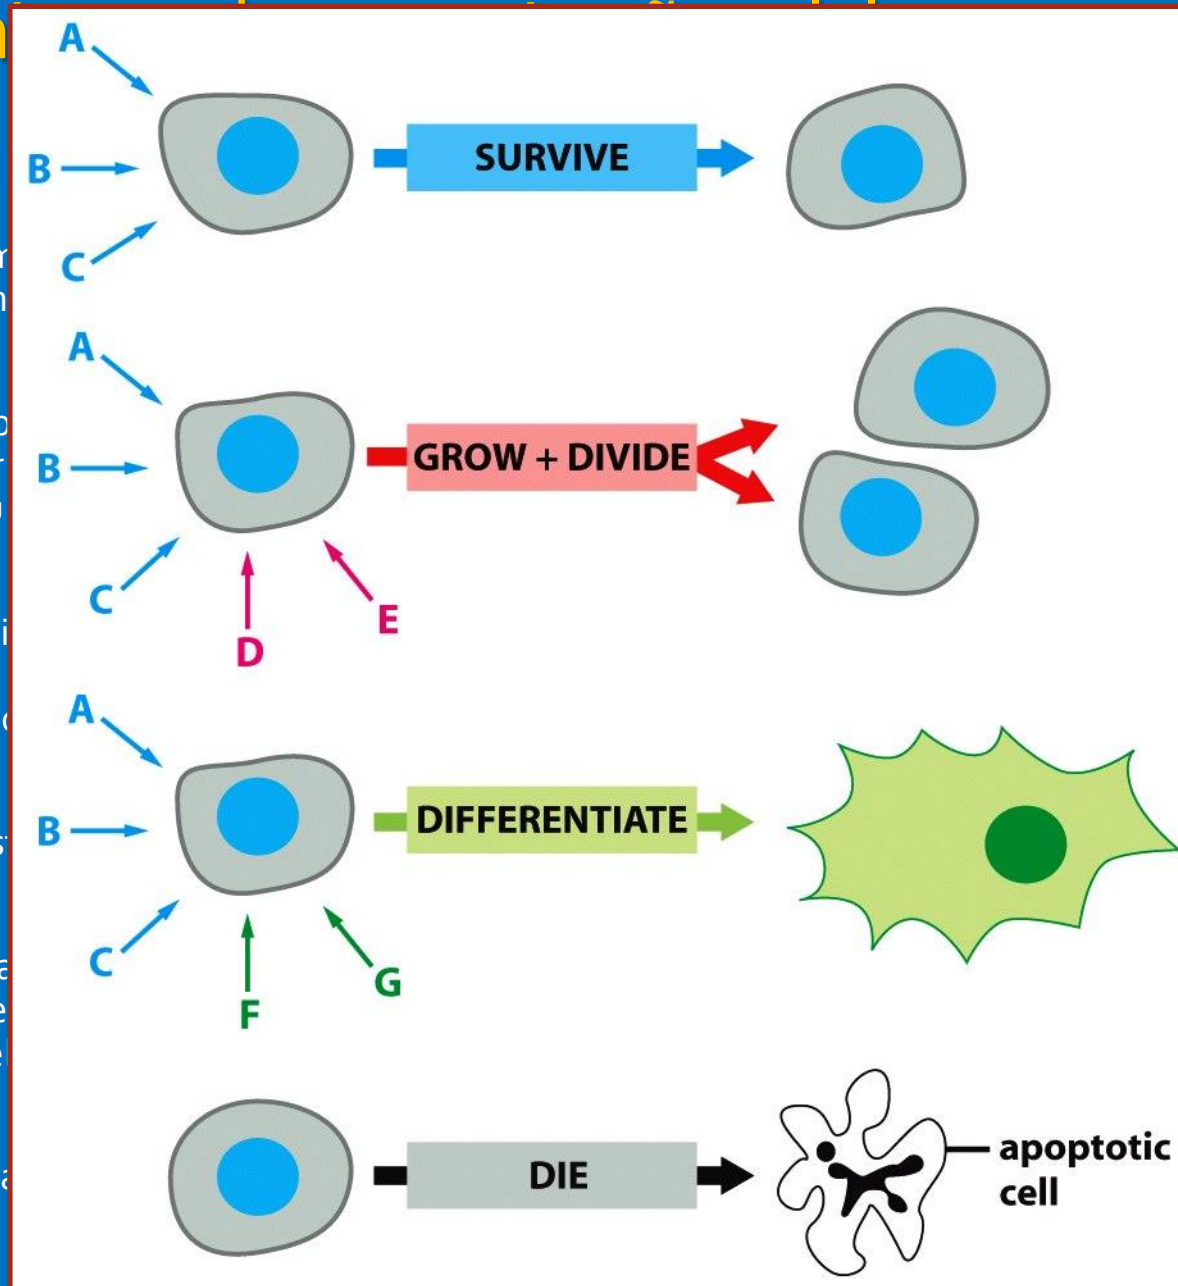 A
B
C
SURVIVE
A
B
C
D
E
GROW + DIVIDE
A
B
C
F
G
DIFFERENTIATE
DIE
apoptotic
cell